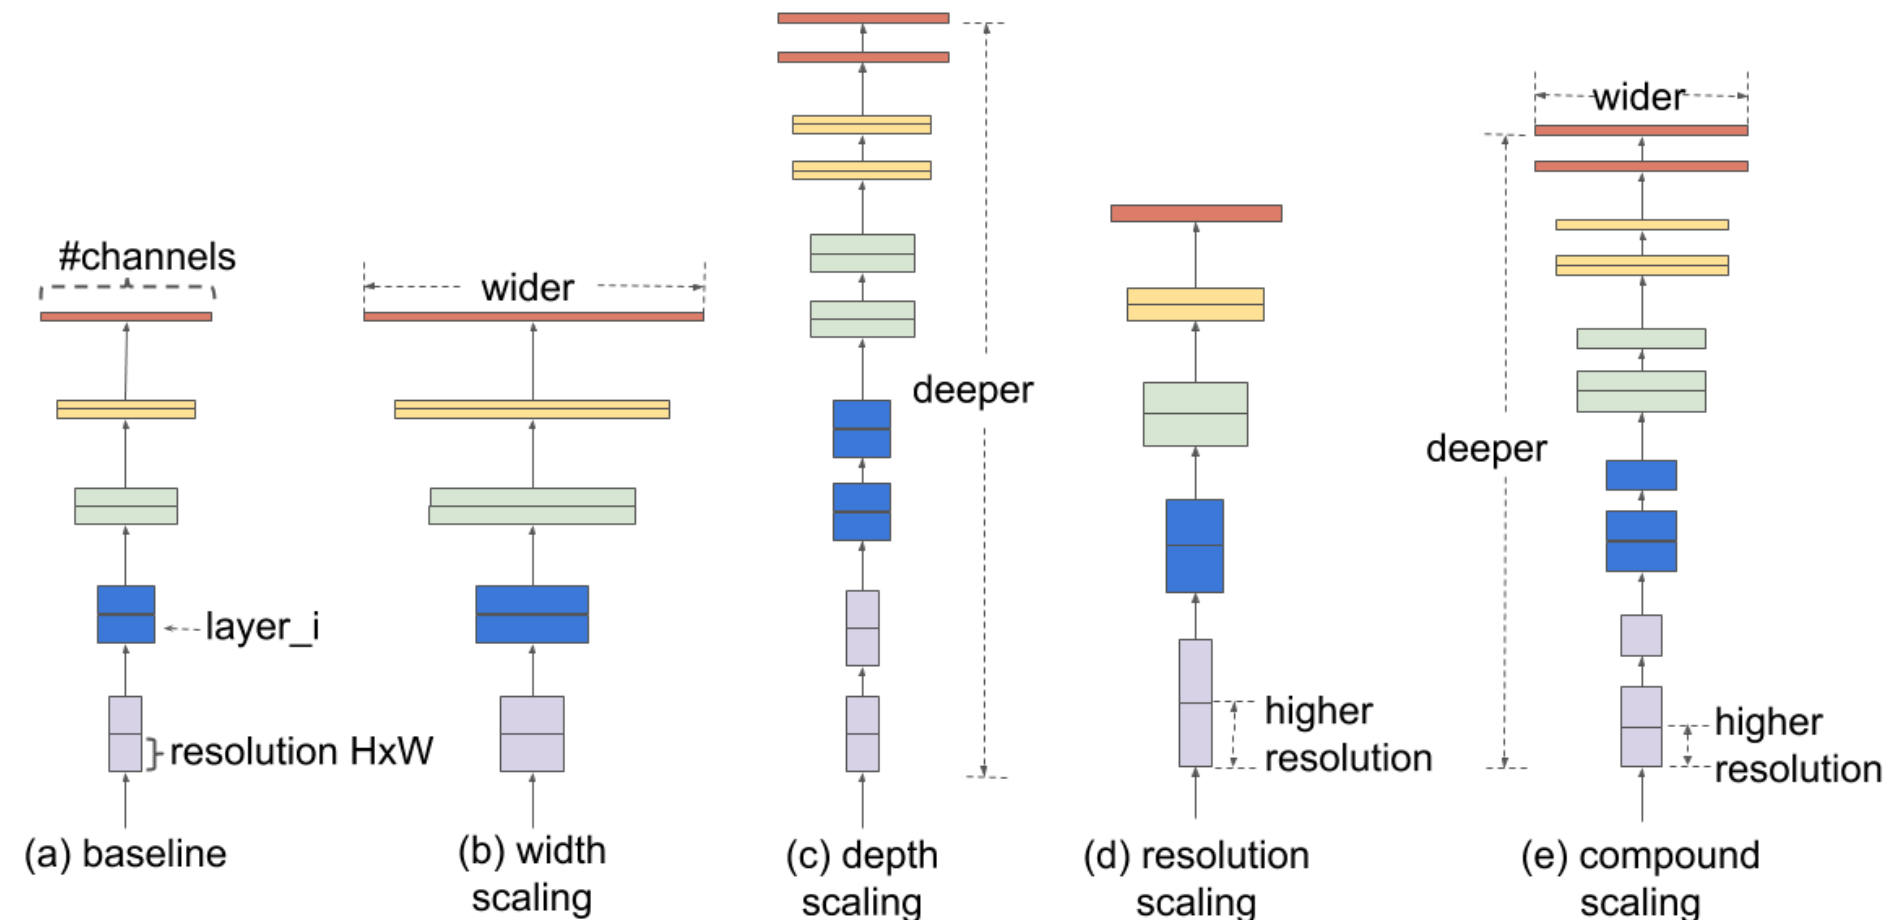 #channels
layer_i
resolution HxW
(a) baseline
wider
(b) width
scaling
deeper
(c) depth
scaling
higher
resolution
(d) resolution
scaling
wider
deeper
higher
resolution
(e) compound
scaling